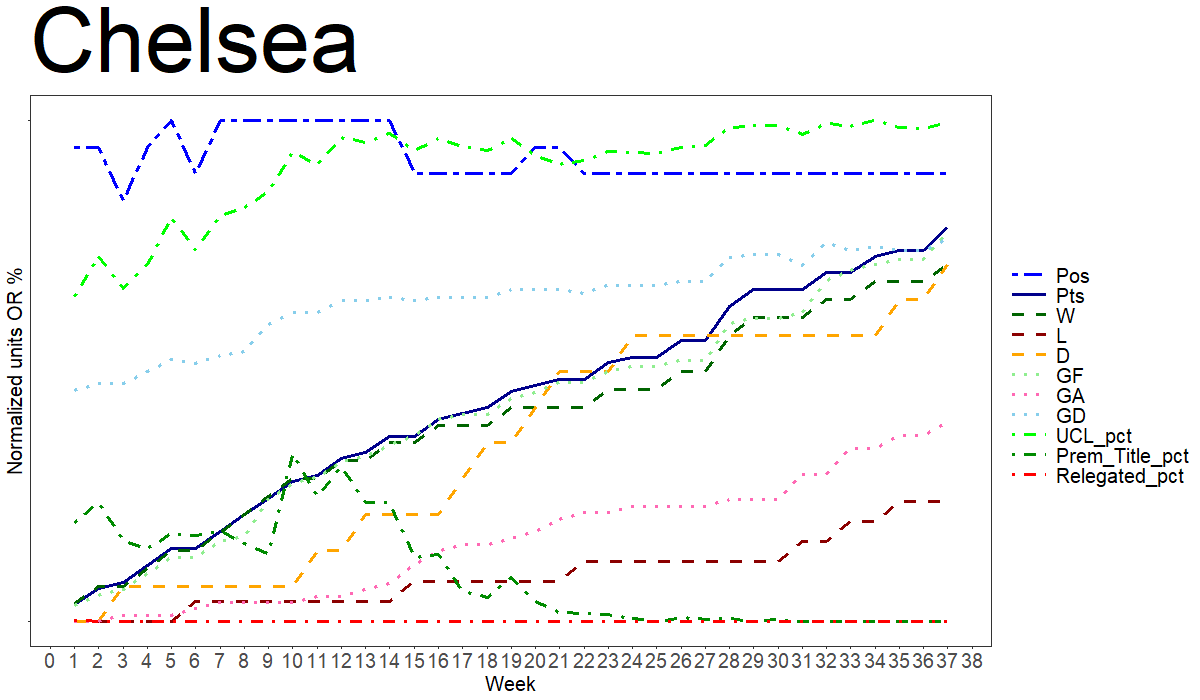 Chelsea
Normalized units OR %
Pos
Pts
W
L
D
GF
GA
GD
UCL_pct
Prem_Title_pct
Relegated_pct
0 1 2 3 4 5 6 7 8 9 10 11 12 13 14 15 16 17 18 19 20 21 22 23 24 25 26 27 28 29 30 31 32 33 34 35 36 37 38
Week